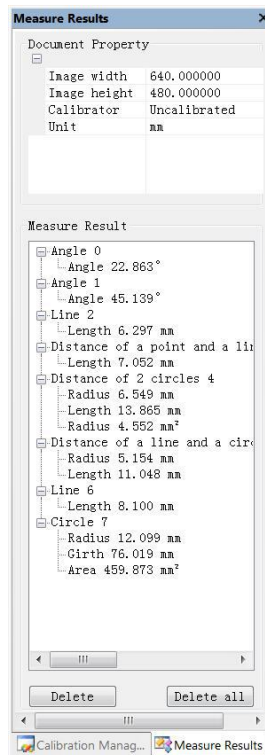 Measure Results
Document Property
Image width 640.000000
Image height 480.000000
Calibrator Uncalibrated
Unit mm
Measure Result
Angle 0
Angle 22.863°
Angle 1
Angle 45.139°
Line 2
Length 6.297 mm
Distance of a point and a lin
Length 7.052 mm
Distance of 2 circles 4
Radius 6.549 mm
Length 13.865 mm
Radius 4.552 mm²
Distance of a line and a circ
Radius 5.154 mm
Length 11.048 mm
Line 6
Length 8.100 mm
Circle 7
Radius 12.099 mm
Girth 76.019 mm
Area 459.873 mm²
Delete Delete all
Calibration Manag... Measure Results